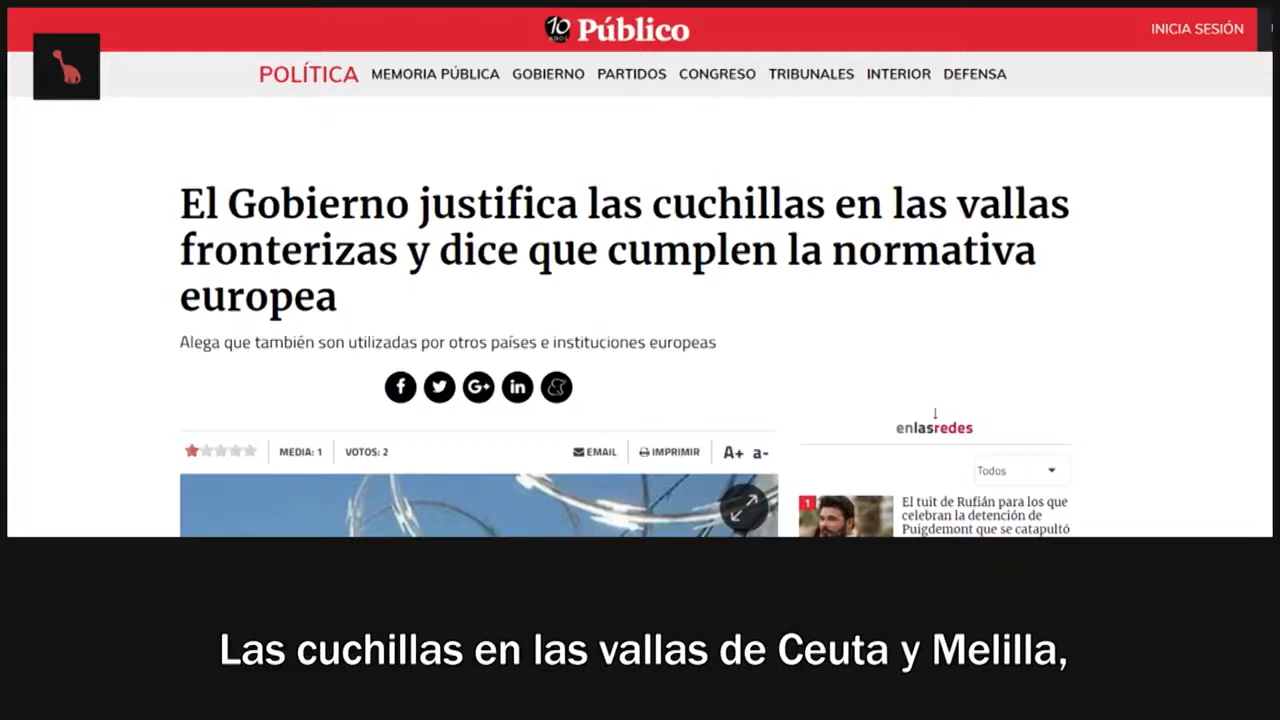 10 AÑOS Público
INICIA SESIÓN
POLÍTICA MEMORIA PÚBLICA GOBIERNO PARTIDOS CONGRESO TRIBUNALES INTERIOR DEFENSA
El Gobierno justifica las cuchillas en las vallas
fronterizas y dice que cumplen la normativa
europea
Alega que también son utilizadas por otros países e instituciones europeas
enlasredes
MEDIA: 1 VOTOS: 2 EMAIL IMPRIMIR A+ a-
Todos
1
El tuit de Rufián para los que
celebran la detención de
Puigdemont que se catapultó
Las cuchillas en las vallas de Ceuta y Melilla,